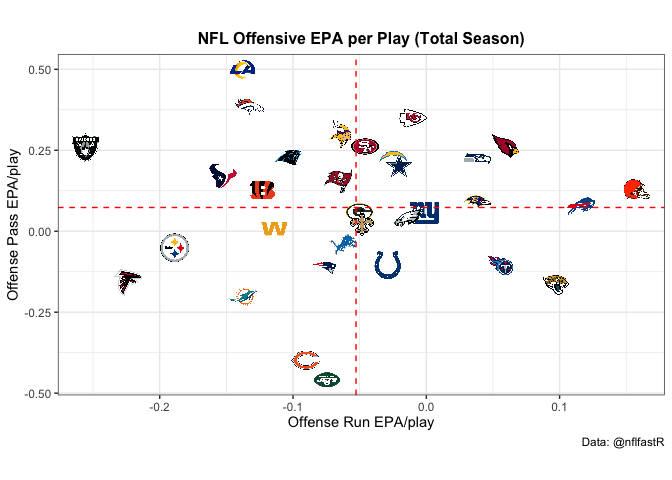 NFL Offensive EPA per Play (Total Season)
0.50
0.25
0.00
-0.25
-0.50
Offense Pass EPA/play
RAIDERS
W
-0.2
-0.1
0.0
0.1
Offense Run EPA/play
Data: @nflfastR